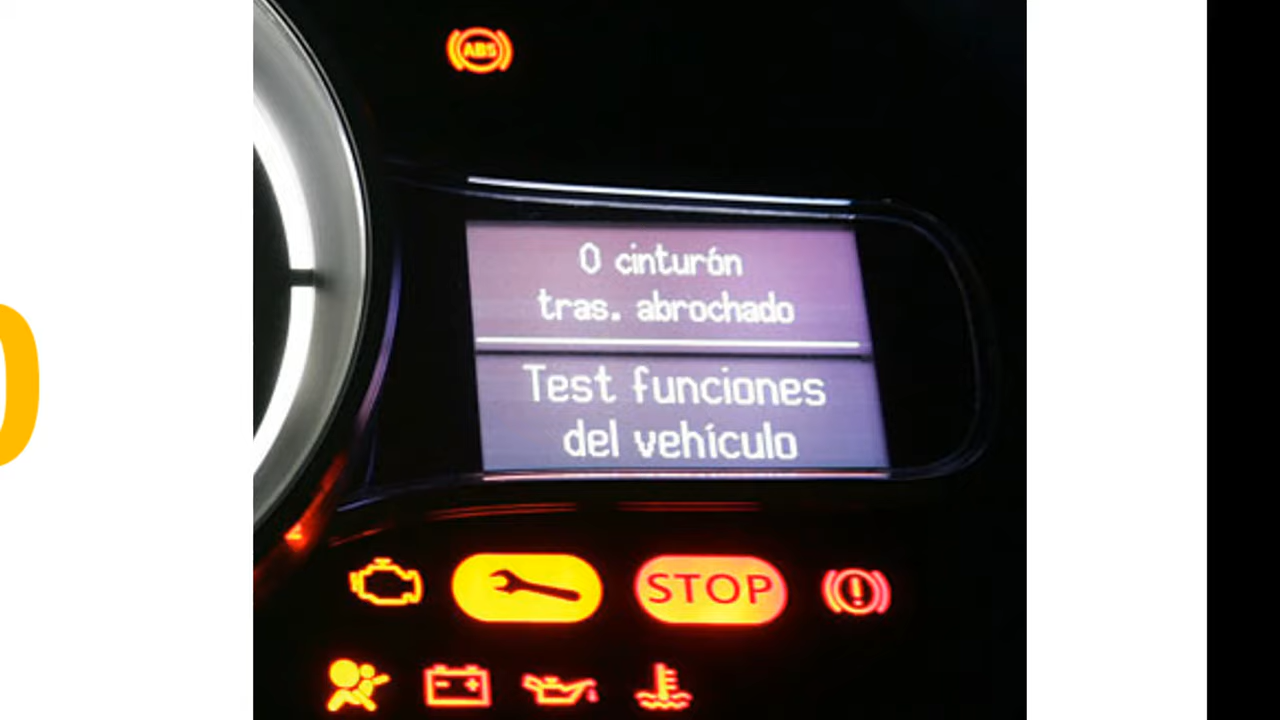 ABS
0 cinturón
tras. abrochado
Test funciones
del vehículo
STOP